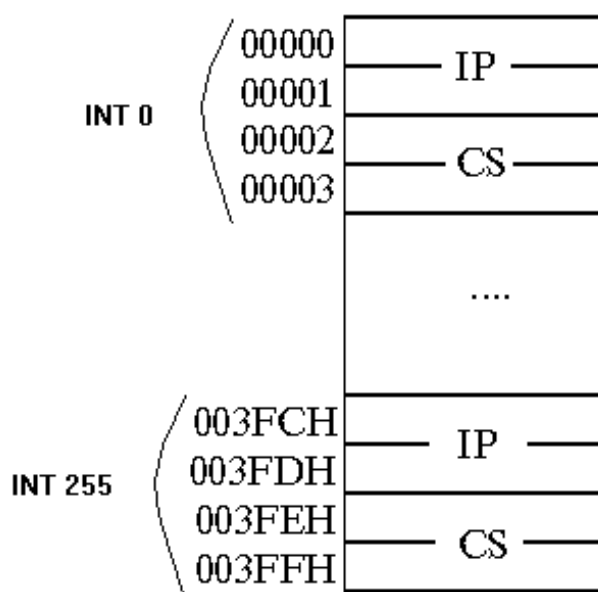 00000
IP
00001
INT 0
00002
CS
00003
....
003FCH
IP
003FDH
INT 255
003FEH
CS
003FFH